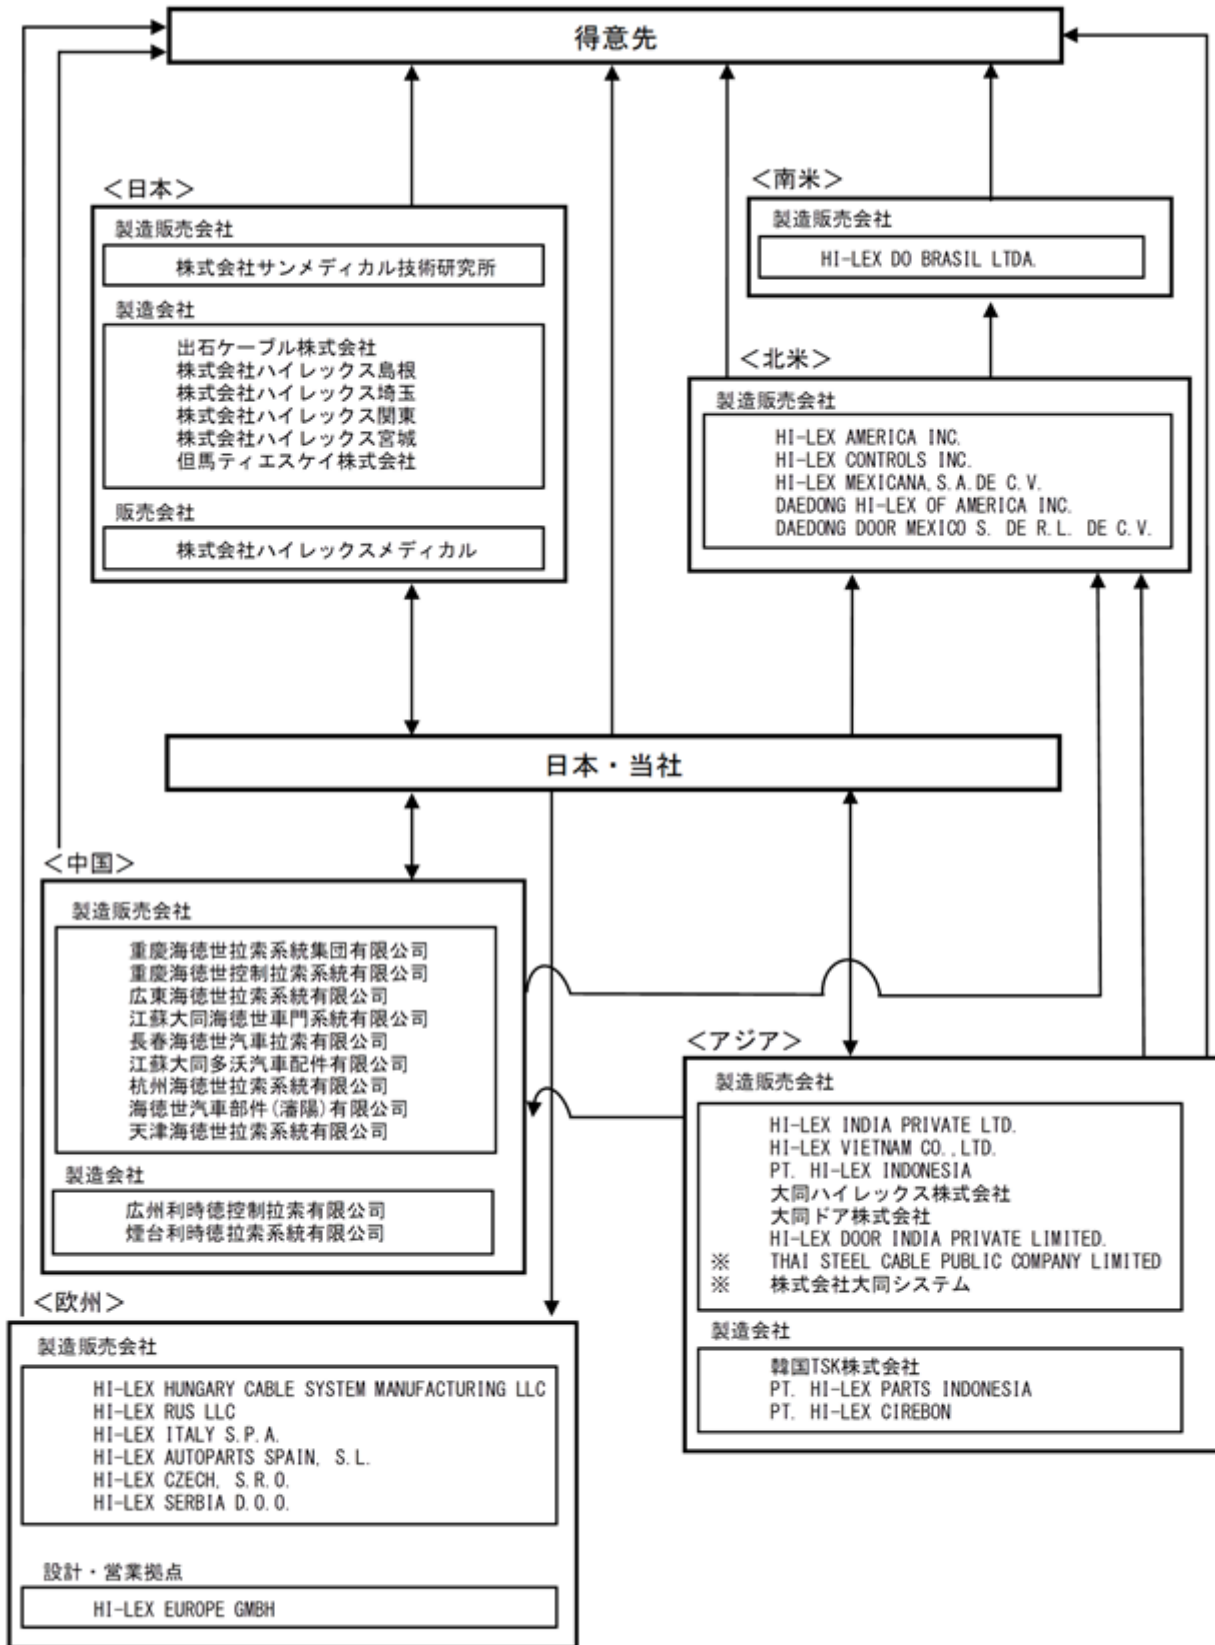 得意先
＜日本＞
製造販売会社
株式会社サンメディカル技術研究所
製造会社
出石ケーブル株式会社
株式会社ハイレックス島根
株式会社ハイレックス埼玉
株式会社ハイレックス関東
株式会社ハイレックス宮城
但馬ティエスケイ株式会社
販売会社
株式会社ハイレックスメディカル
＜南米＞
製造販売会社
HI-LEX DO BRASIL LTDA.
＜北米＞
製造販売会社
HI-LEX AMERICA INC.
HI-LEX CONTROLS INC.
HI-LEX MEXICANA,S.A.DE C.V.
DAEDONG HI-LEX OF AMERICA INC.
DAEDONG DOOR MEXICO S. DE R.L. DE C.V.
日本・当社
＜中国＞
製造販売会社
重慶海徳世拉索系統集団有限公司
重慶海徳世控制拉索系統有限公司
広東海徳世拉索系統有限公司
江蘇大同海徳世車門系統有限公司
長春海徳世汽車拉索有限公司
江蘇大同多沃汽車配件有限公司
杭州海徳世拉索系統有限公司
海徳世汽車部件(瀋陽)有限公司
天津海徳世拉索系統有限公司
製造会社
広州利時徳控制拉索有限公司
煙台利時徳拉索系統有限公司
＜アジア＞
製造販売会社
HI-LEX INDIA PRIVATE LTD.
HI-LEX VIETNAM CO.,LTD.
PT. HI-LEX INDONESIA
大同ハイレックス株式会社
大同ドア株式会社
HI-LEX DOOR INDIA PRIVATE LIMITED.
※ THAI STEEL CABLE PUBLIC COMPANY LIMITED
※ 株式会社大同システム
製造会社
韓国TSK株式会社
PT. HI-LEX PARTS INDONESIA
PT. HI-LEX CIREBON
＜欧州＞
製造販売会社
HI-LEX HUNGARY CABLE SYSTEM MANUFACTURING LLC
HI-LEX RUS LLC
HI-LEX ITALY S.P.A.
HI-LEX AUTOPARTS SPAIN, S.L.
HI-LEX CZECH, S.R.O.
HI-LEX SERBIA D.O.O.
設計・営業拠点
HI-LEX EUROPE GMBH